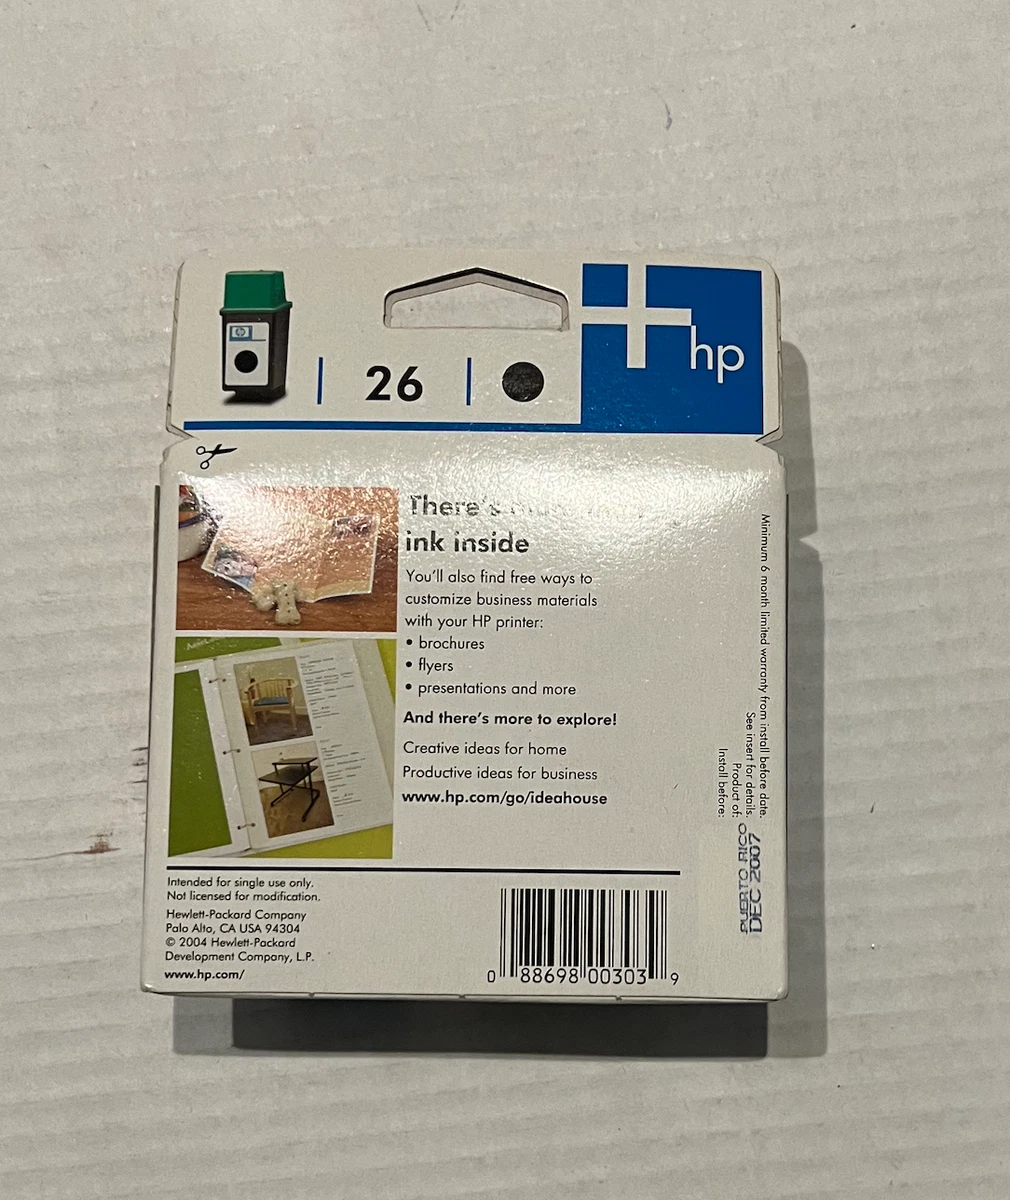 26
hp
There's
ink inside
You'll also find free ways to
customize business materials
with your HP printer:
• brochures
• flyers
• presentations and more
And there's more to explore!
Creative ideas for home
Productive ideas for business
www.hp.com/go/ideahouse
Minimum 6 month limited warranty from install before date.
See insert for details.
Product of:
PUERTO RICO
Install before:
DEC 2007
Intended for single use only.
Not licensed for modification.
Hewlett-Packard Company
Palo Alto, CA USA 94304
© 2004 Hewlett-Packard
Development Company, L.P.
www.hp.com/
0 88698 00303 9